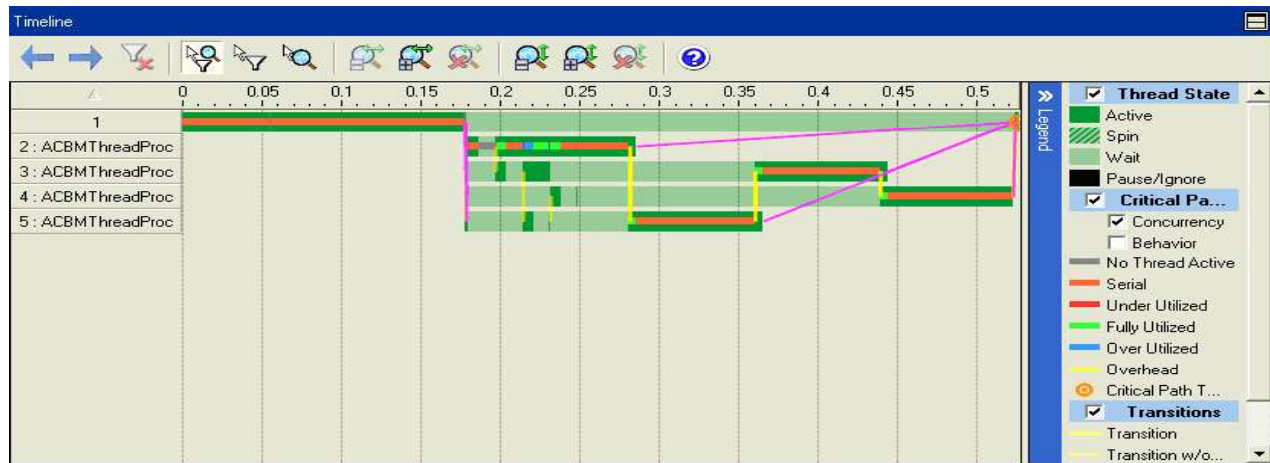 Timeline
0 0.05 0.1 0.15 0.2 0.25 0.3 0.35 0.4 0.45 0.5
1
2 : ACBMThreadProc
3 : ACBMThreadProc
4 : ACBMThreadProc
5 : ACBMThreadProc
Legend
Thread State
Active
Spin
Wait
Pause/Ignore
Critical Pa...
Concurrency
Behavior
No Thread Active
Serial
Under Utilized
Fully Utilized
Over Utilized
Overhead
Critical Path T...
Transitions
Transition
Transition w/o...